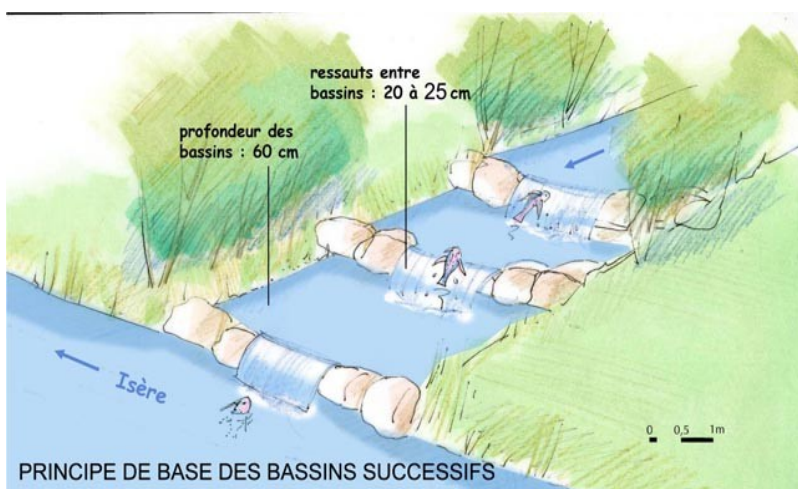 ressauts entre
bassins : 20 à 25 cm
profondeur des
bassins : 60 cm
Isère
0 0,5 1m
PRINCIPE DE BASE DES BASSINS SUCCESSIFS